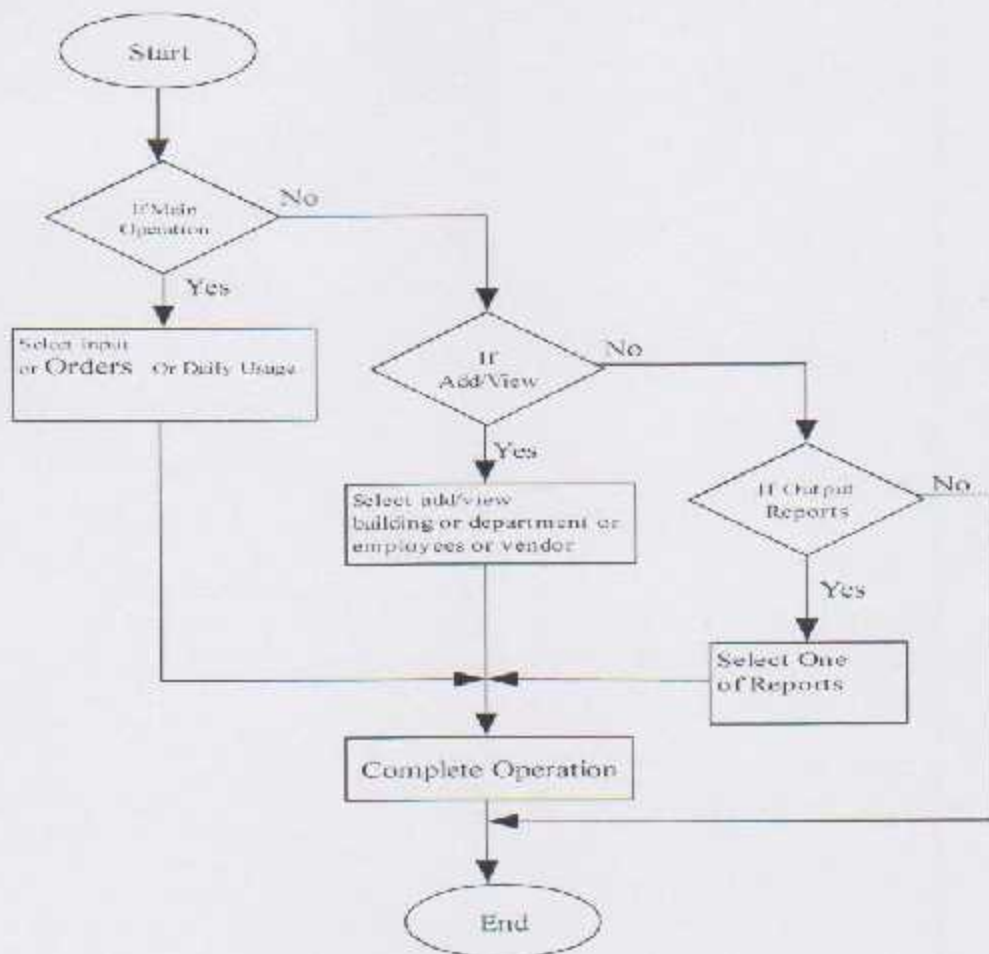 Start
If Main
Operation
No
Yes
Select input
or Orders Or Daily Usage
If
Add/View
No
Yes
Select add/view
building or department or
employees or vendor
If Output
Reports
No
Yes
Select One
of Reports
Complete Operation
End